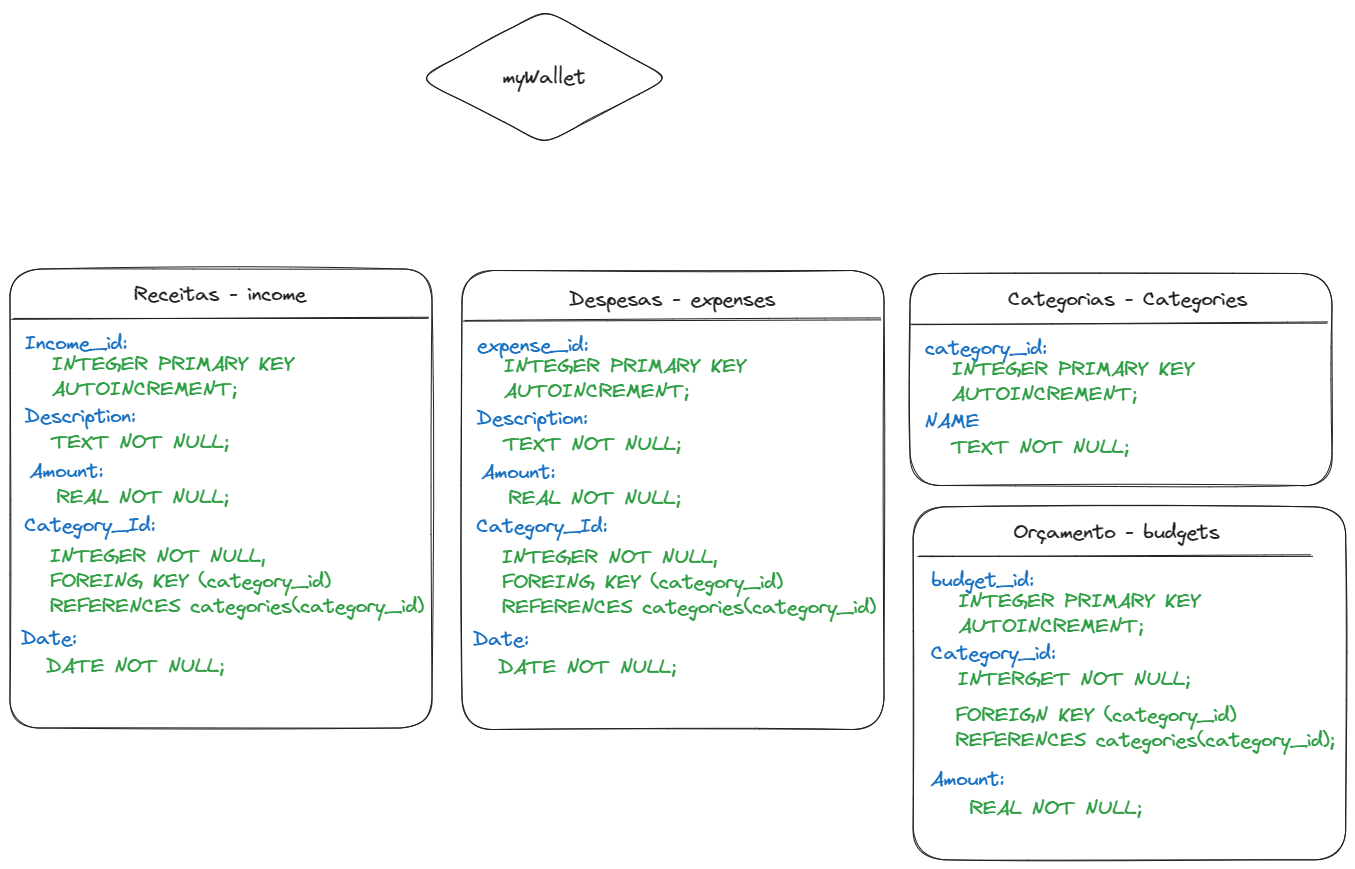 myWallet
Receitas - income
Income_id:
INTEGER PRIMARY KEY
AUTOINCREMENT;
Description:
TEXT NOT NULL;
Amount:
REAL NOT NULL;
Category_Id:
INTEGER NOT NULL,
FOREING KEY (category_id)
REFERENCES categories(category_id)
Date:
DATE NOT NULL;
Despesas - expenses
expense_id:
INTEGER PRIMARY KEY
AUTOINCREMENT;
Description:
TEXT NOT NULL;
Amount:
REAL NOT NULL;
Category_Id:
INTEGER NOT NULL,
FOREING KEY (category_id)
REFERENCES categories(category_id)
Date:
DATE NOT NULL;
Categorias - Categories
category_id:
INTEGER PRIMARY KEY
AUTOINCREMENT;
NAME
TEXT NOT NULL;
Orçamento - budgets
budget_id:
INTEGER PRIMARY KEY
AUTOINCREMENT;
Category_id:
INTERGET NOT NULL;
FOREIGN KEY (category_id)
REFERENCES categories(category_id);
Amount:
REAL NOT NULL;